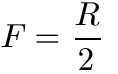 F = R/2